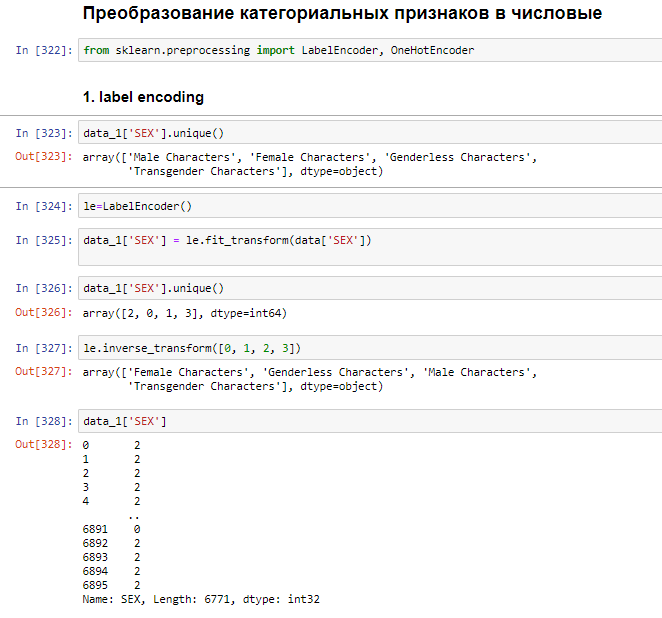 Преобразование категориальных признаков в числовые
In [322]: from sklearn.preprocessing import LabelEncoder, OneHotEncoder
1. label encoding
In [323]: data_1['SEX'].unique()
Out[323]: array(['Male Characters', 'Female Characters', 'Genderless Characters',
'Transgender Characters'], dtype=object)
In [324]: le=LabelEncoder()
In [325]: data_1['SEX'] = le.fit_transform(data['SEX'])
In [326]: data_1['SEX'].unique()
Out[326]: array([2, 0, 1, 3], dtype=int64)
In [327]: le.inverse_transform([0, 1, 2, 3])
Out[327]: array(['Female Characters', 'Genderless Characters', 'Male Characters',
'Transgender Characters'], dtype=object)
In [328]: data_1['SEX']
Out[328]: 0 2
1 2
2 2
3 2
4 2
..
6891 0
6892 2
6893 2
6894 2
6895 2
Name: SEX, Length: 6771, dtype: int32